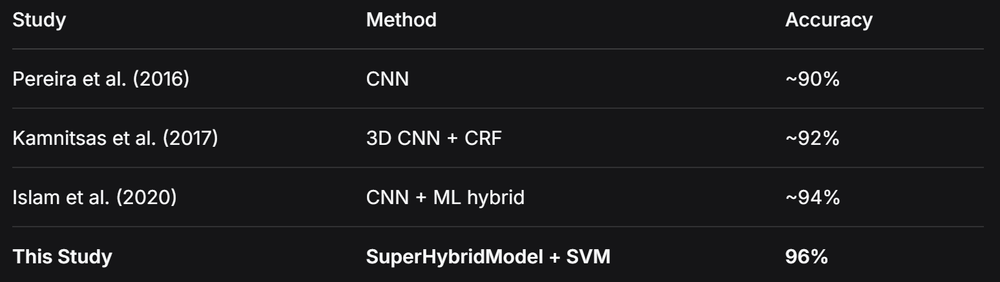 Study Method Accuracy
Pereira et al. (2016) CNN ~90%
Kamnitsas et al. (2017) 3D CNN + CRF ~92%
Islam et al. (2020) CNN + ML hybrid ~94%
This Study SuperHybridModel + SVM 96%